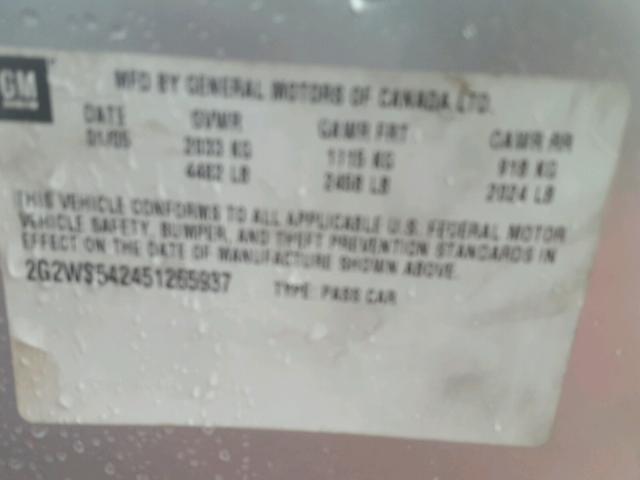 GM
MFD BY GENERAL MOTORS OF CANADA LTD.
DATE GVWR GAWR FRT GAWR RR
01/05 2033 KG 1115 KG 918 KG
4482 LB 2458 LB 2024 LB
THIS VEHICLE CONFORMS TO ALL APPLICABLE U.S. FEDERAL MOTOR
VEHICLE SAFETY, BUMPER, AND THEFT PREVENTION STANDARDS IN
EFFECT ON THE DATE OF MANUFACTURE SHOWN ABOVE.
2G2WS542451265937 TYPE: PASS CAR